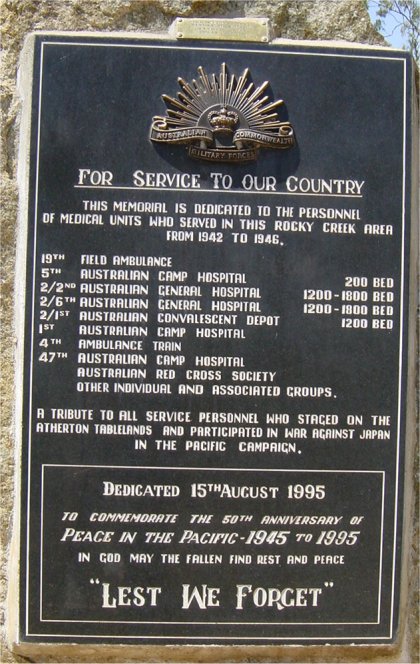 AUSTRALIAN COMMONWEALTH
MILITARY FORCES
FOR SERVICE TO OUR COUNTRY
THIS MEMORIAL IS DEDICATED TO THE PERSONNEL
OF MEDICAL UNITS WHO SERVED IN THIS ROCKY CREEK AREA
FROM 1942 TO 1946.
19TH FIELD AMBULANCE
5TH AUSTRALIAN CAMP HOSPITAL 200 BED
2/2ND AUSTRALIAN GENERAL HOSPITAL 1200-1800 BED
2/6TH AUSTRALIAN GENERAL HOSPITAL 1200-1800 BED
2/1ST AUSTRALIAN CONVALESCENT DEPOT 1200 BED
1ST AUSTRALIAN CAMP HOSPITAL
4TH AMBULANCE TRAIN
47TH AUSTRALIAN CAMP HOSPITAL
AUSTRALIAN RED CROSS SOCIETY
OTHER INDIVIDUAL AND ASSOCIATED GROUPS.
A TRIBUTE TO ALL SERVICE PERSONNEL WHO STAGED ON THE
ATHERTON TABLELANDS AND PARTICIPATED IN WAR AGAINST JAPAN
IN THE PACIFIC CAMPAIGN.
DEDICATED 15TH AUGUST 1995
TO COMMEMORATE THE 50TH ANNIVERSARY OF
PEACE IN THE PACIFIC-1945 TO 1995
IN GOD MAY THE FALLEN FIND REST AND PEACE
"LEST WE FORGET"